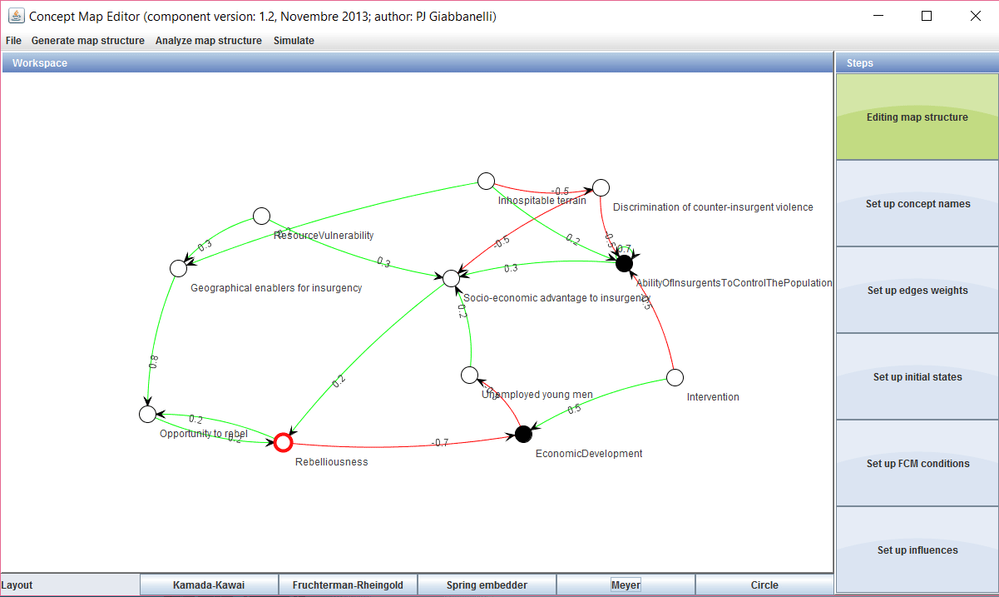 Concept Map Editor (component version: 1.2, Novembre 2013; author: PJ Giabbanelli)
File Generate map structure Analyze map structure Simulate
Workspace
Steps
Editing map structure
Set up concept names
Set up edges weights
Set up initial states
Set up FCM conditions
Set up influences
-0.5
Inhospitable terrain
Discrimination of counter-insurgent violence
ResourceVulnerability
0.3
-0.5
0.2
0.7
0.3
0.3
Geographical enablers for insurgency
AbilityOfInsurgentsToControlThePopulation
Socio-economic advantage to insurgency
0.2
0.8
0.2
Unemployed young men
Intervention
0.5
0.2
Opportunity to rebel
0.2
-0.7
Rebelliousness
EconomicDevelopment
Layout
Kamada-Kawai
Fruchterman-Rheingold
Spring embedder
Meyer
Circle